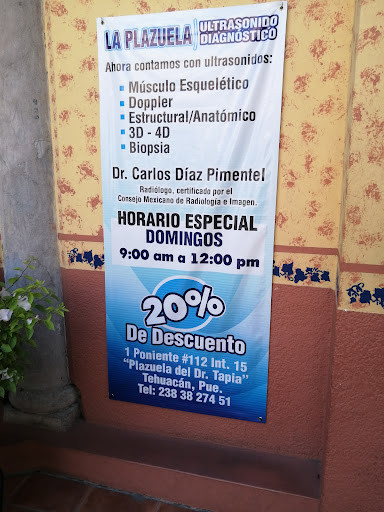 LA PLAZUELA
ULTRASONIDO
DIAGNÓSTICO
Ahora contamos con ultrasonidos:
Músculo Esquelético
Doppler
Estructural/Anatómico
3D - 4D
Biopsia
Dr. Carlos Díaz Pimentel
Radiólogo, certificado por el
Consejo Mexicano de Radiología e Imagen.
HORARIO ESPECIAL
DOMINGOS
9:00 am a 12:00 pm
20%
De Descuento
1 Poniente #112 Int. 15
"Plazuela del Dr. Tapia"
Tehuacán, Pue.
Tel: 238 38 274 51